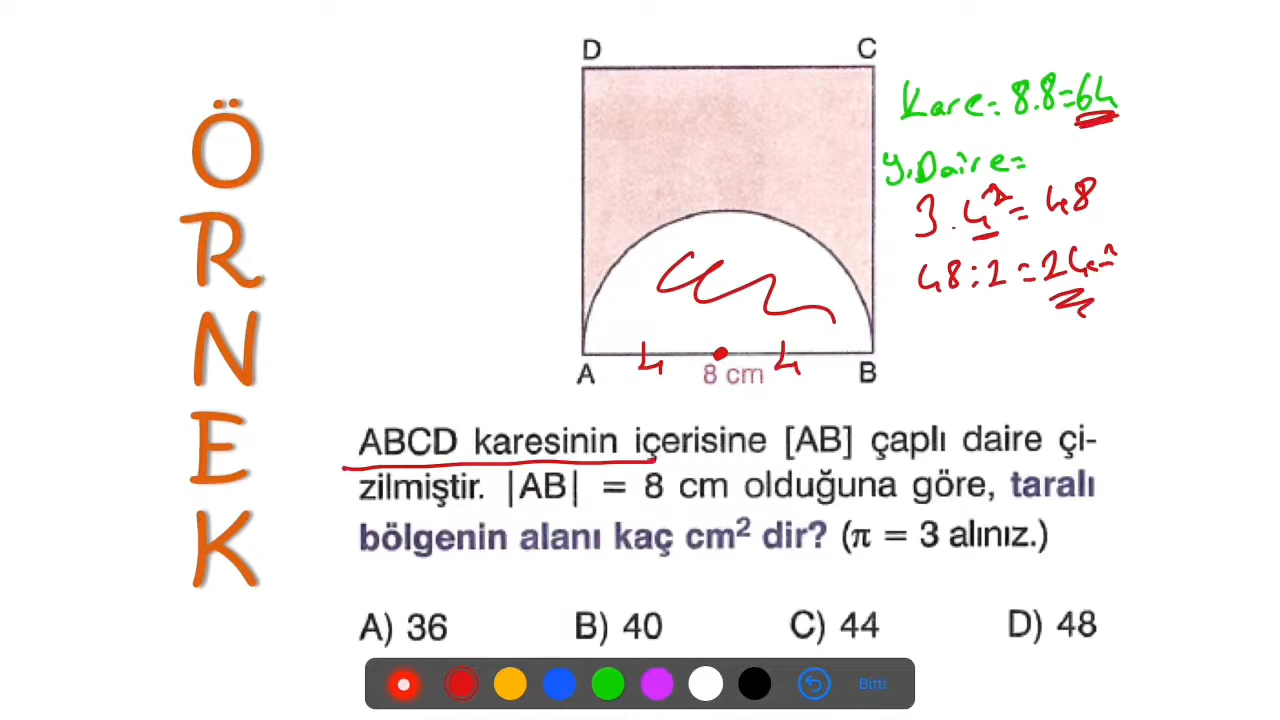 ÖRNEK
D C
Kare = 8.8 = 64
Y.Daire =
3.4² = 48
48:2 = 24cm²
4 4
A 8 cm B
ABCD karesinin içerisine [AB] çaplı daire çi-
zilmiştir. |AB| = 8 cm olduğuna göre, taralı
bölgenin alanı kaç cm² dir? (π = 3 alınız.)
A) 36 B) 40 C) 44 D) 48
Bitti